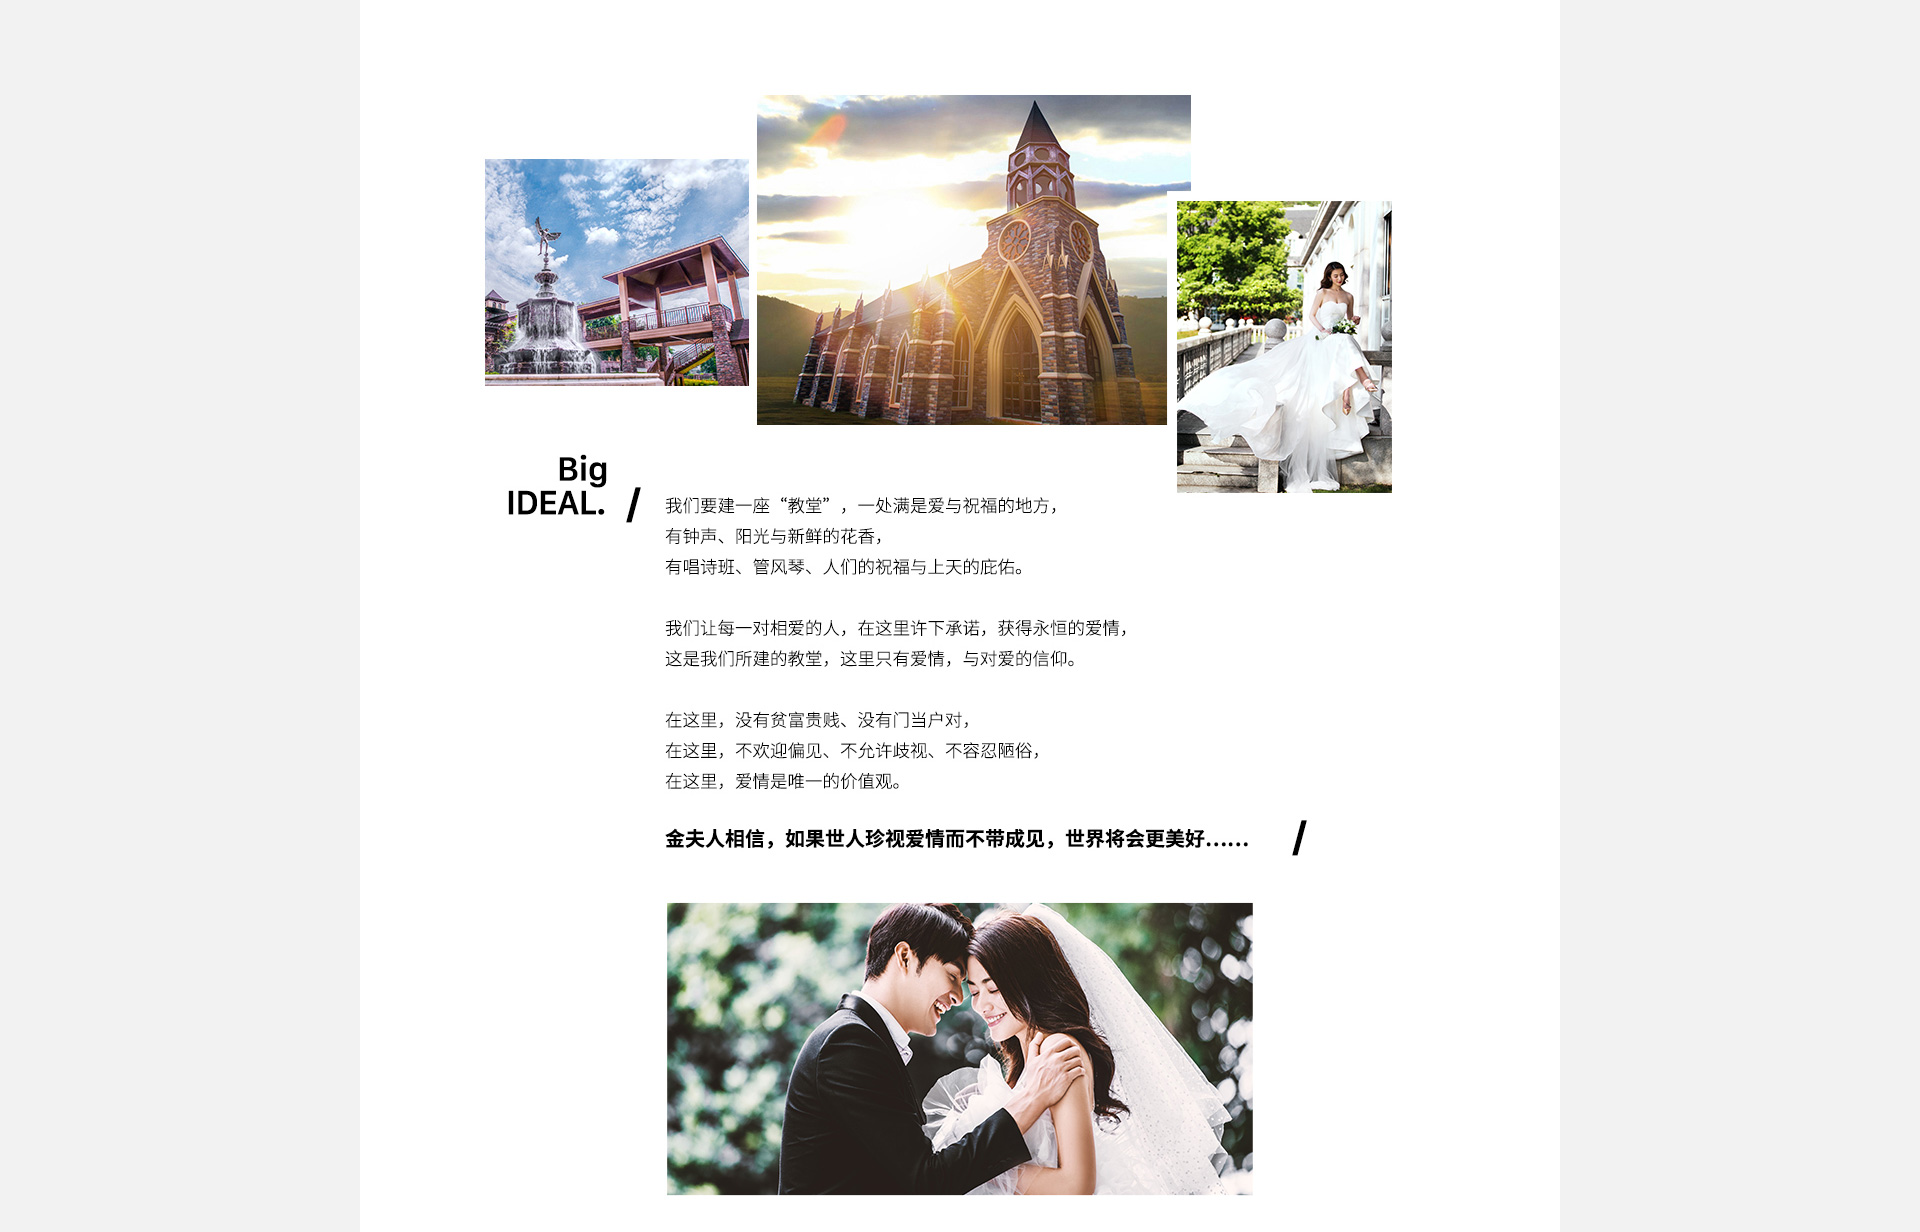 Big
IDEAL. /
我们要建一座“教堂”，一处满是爱与祝福的地方，
有钟声、阳光与新鲜的花香，
有唱诗班、管风琴、人们的祝福与上天的庇佑。
我们让每一对相爱的人，在这里许下承诺，获得永恒的爱情，
这是我们所建的教堂，这里只有爱情，与对爱的信仰。
在这里，没有贫富贵贱、没有门当户对，
在这里，不欢迎偏见、不允许歧视、不容忍陋俗，
在这里，爱情是唯一的价值观。
金夫人相信，如果世人珍视爱情而不带成见，世界将会更美好…… /